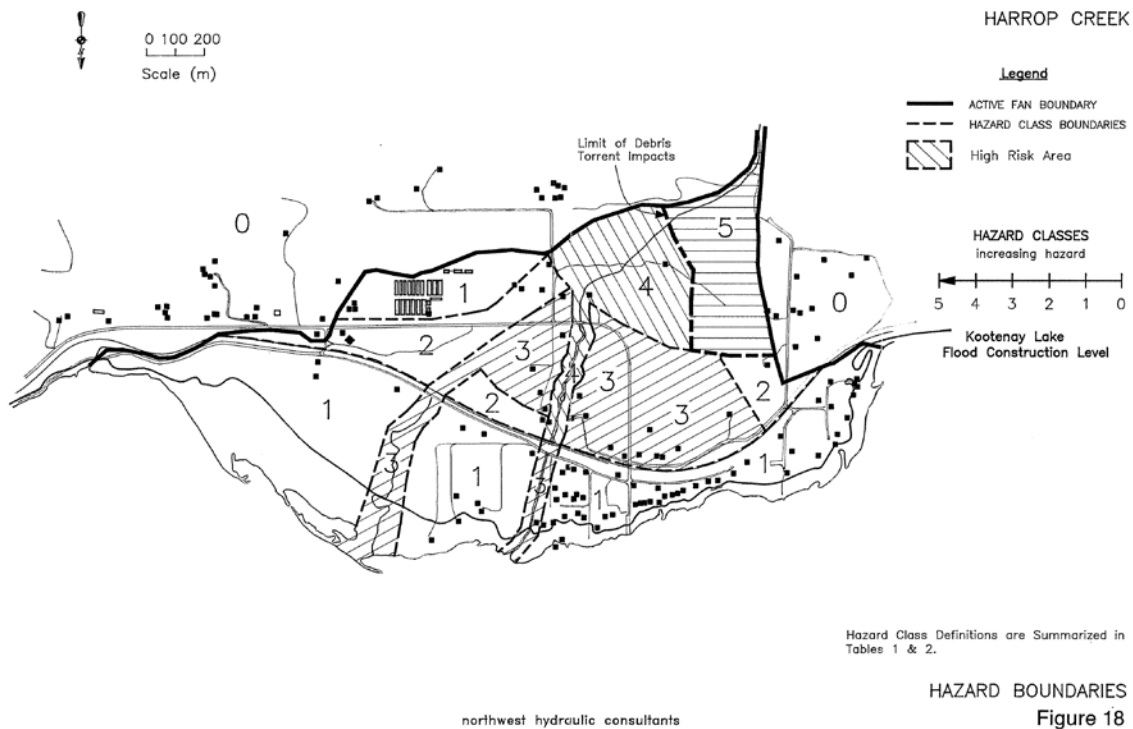 HARROP CREEK
0 100 200
Scale (m)
Legend
ACTIVE FAN BOUNDARY
HAZARD CLASS BOUNDARIES
High Risk Area
Limit of Debris
Torrent Impacts
HAZARD CLASSES
increasing hazard
5 4 3 2 1 0
Kootenay Lake
Flood Construction Level
0
5
1
4
0
2
3
4
3
2
2
3
1
3
1
1
3
1
Hazard Class Definitions are Summarized in
Tables 1 & 2.
HAZARD BOUNDARIES
northwest hydraulic consultants
Figure 18